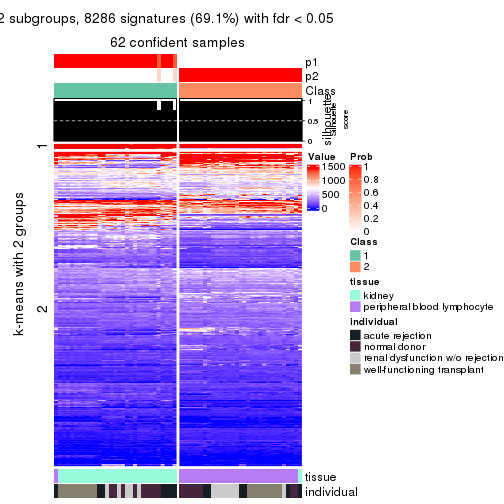 2 subgroups, 8286 signatures (69.1%) with fdr < 0.05
62 confident samples
p1
p2
Class
1
0.5
0
silhouette
Silhouette
score
k-means with 2 groups
1
2
Value
1500
1000
500
0
Prob
1
0.8
0.6
0.4
0.2
0
Class
1
2
tissue
kidney
peripheral blood lymphocyte
individual
acute rejection
normal donor
renal dysfunction w/o rejection
well-functioning transplant
tissue
individual